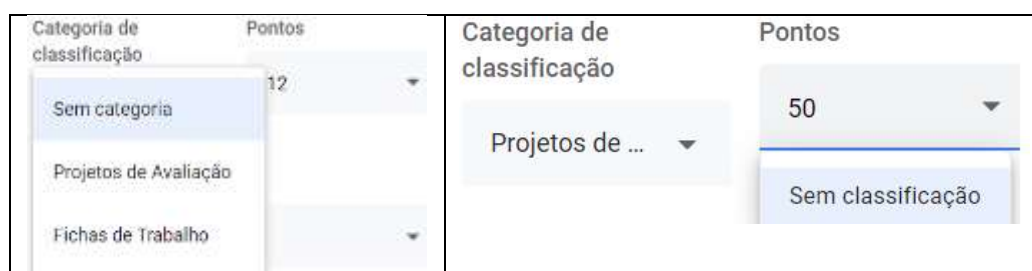 Categoria de
classificação
Pontos
12
Sem categoria
Projetos de Avaliação
Fichas de Trabalho
Categoria de
classificação
Pontos
Projetos de ...
50
Sem classificação